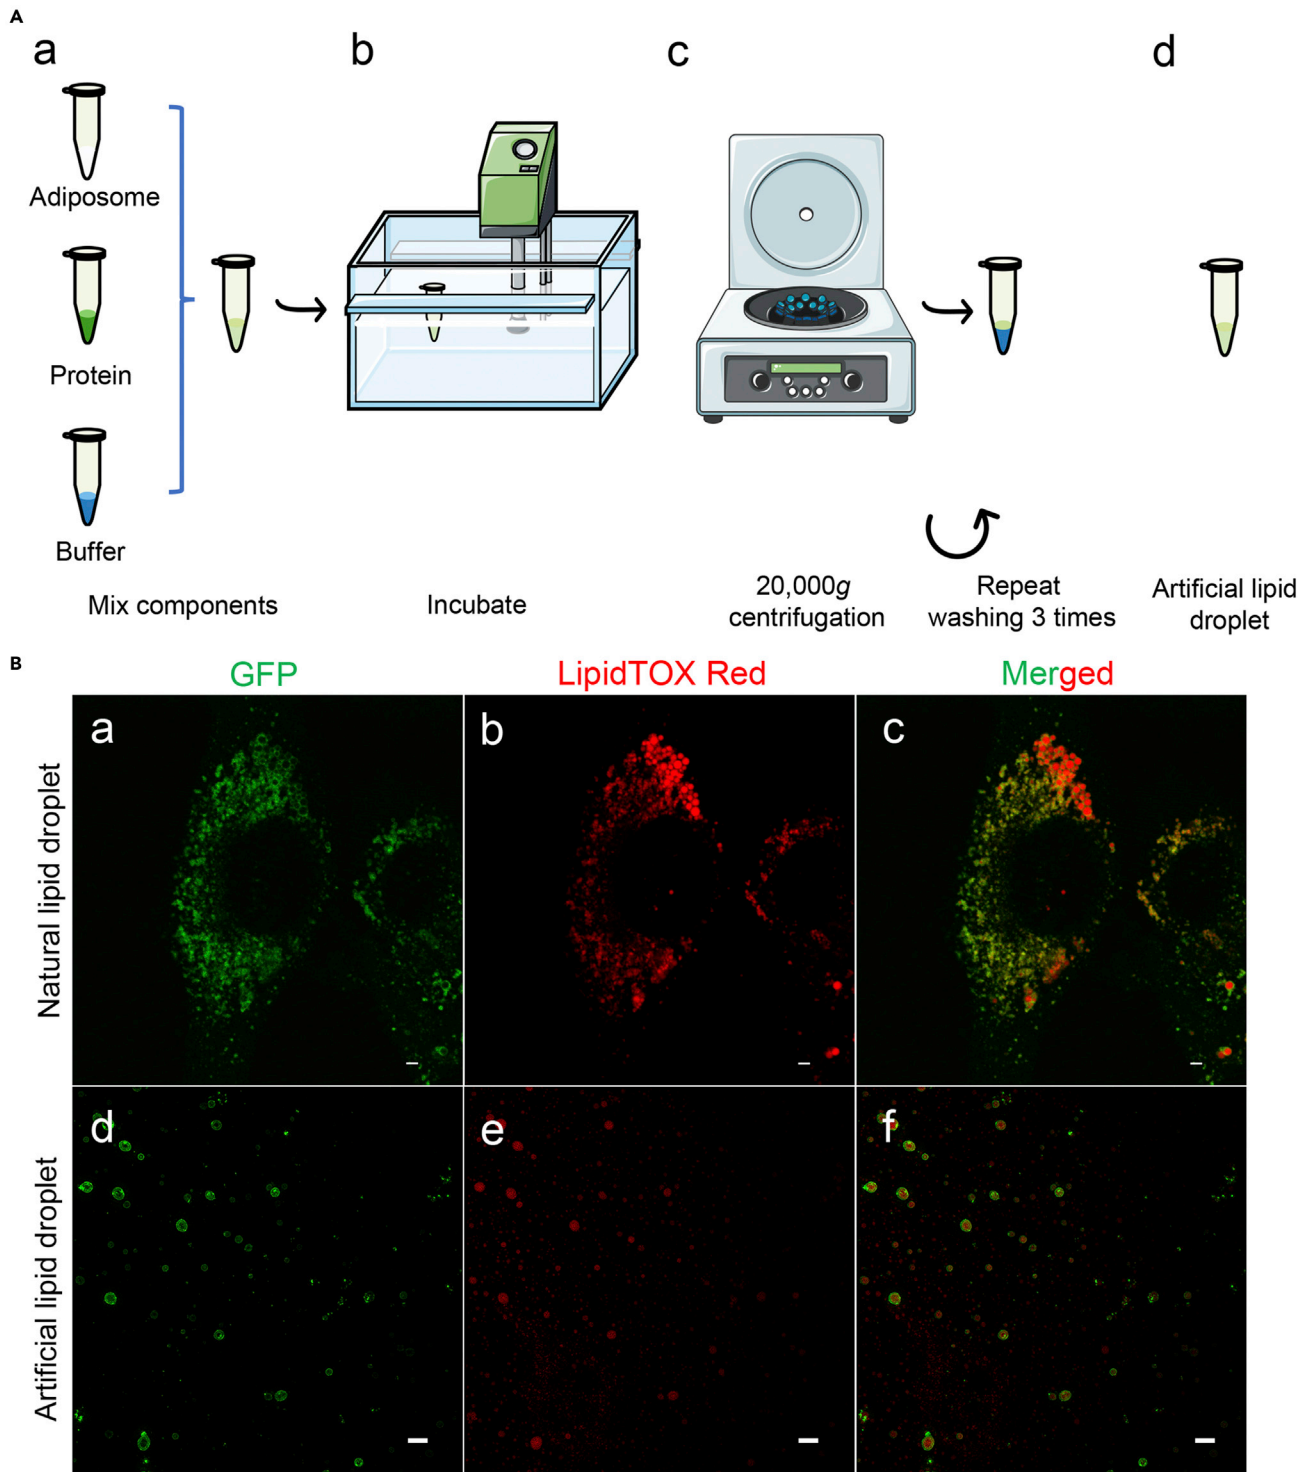 A
a
b
c
d
Adiposome
Protein
Buffer
Mix components
Incubate
20,000g
centrifugation
Repeat
washing 3 times
Artificial lipid
droplet
B
GFP
LipidTOX Red
Merged
Natural lipid droplet
a
b
c
Artificial lipid droplet
d
e
f